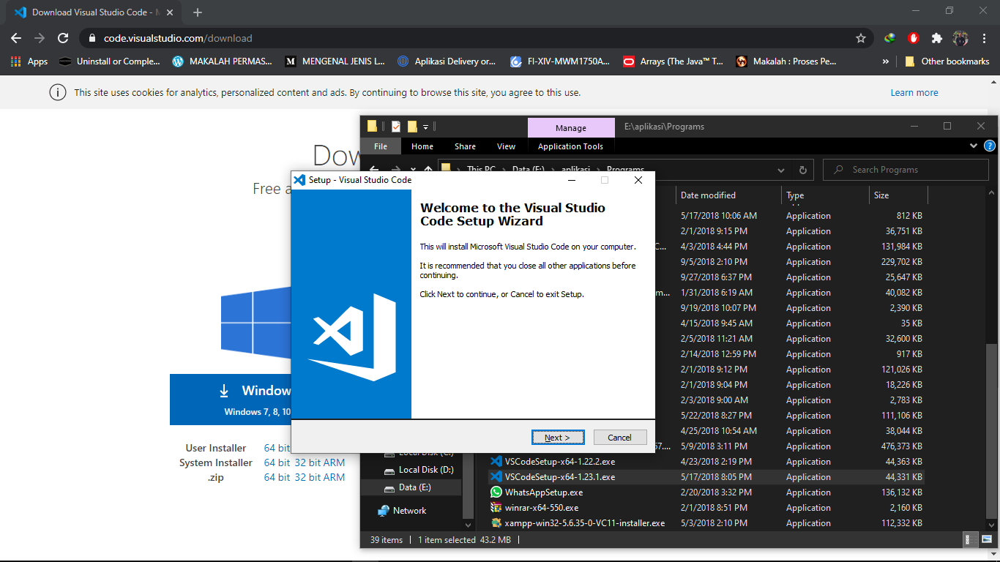 Download Visual Studio Code - M
code.visualstudio.com/download
Apps
Uninstall or Comple...
MAKALAH PERMAS...
MENGENAL JENIS L...
Aplikasi Delivery or...
FI-XIV-MWM1750A...
Arrays (The Java™ T...
Makalah : Proses Pe...
»
Other bookmarks
This site uses cookies for analytics, personalized content and ads. By continuing to browse this site, you agree to this use.
Learn more
Dow
Free a
Window
Windows 7, 8, 10
User Installer 64 bit
System Installer 64 bit 32 bit ARM
.zip 64 bit 32 bit ARM
Manage
E:\aplikasi\Programs
File Home Share View Application Tools
This PC > Data (E:) > aplikasi > Programs
Search Programs
Setup - Visual Studio Code
Welcome to the Visual Studio
Code Setup Wizard
This will install Microsoft Visual Studio Code on your computer.
It is recommended that you close all other applications before
continuing.
Click Next to continue, or Cancel to exit Setup.
Next >
Cancel
Date modified Type Size
5/17/2018 10:06 AM Application 812 KB
2/1/2018 9:15 PM Application 36,751 KB
C... 4/3/2018 4:44 PM Application 131,984 KB
9/5/2018 2:10 PM Application 229,702 KB
9/27/2018 6:37 PM Application 25,647 KB
m... 1/31/2018 6:19 AM Application 40,082 KB
9/19/2018 10:07 PM Application 2,390 KB
4/15/2018 9:45 AM Application 35 KB
2/5/2018 11:21 AM Application 32,600 KB
2/14/2018 12:59 PM Application 917 KB
2/1/2018 9:12 PM Application 121,026 KB
2/1/2018 9:04 PM Application 18,226 KB
2/3/2018 9:00 AM Application 2,783 KB
5/22/2018 8:27 PM Application 111,106 KB
4/25/2018 10:54 AM Application 38,044 KB
67.... 5/9/2018 3:11 PM Application 476,373 KB
VSCodeSetup-x64-1.22.2.exe 4/23/2018 2:19 PM Application 44,363 KB
VSCodeSetup-x64-1.23.1.exe 5/17/2018 8:05 PM Application 44,331 KB
WhatsAppSetup.exe 2/20/2018 3:32 PM Application 136,132 KB
winrar-x64-550.exe 2/1/2018 8:51 PM Application 2,160 KB
xampp-win32-5.6.35-0-VC11-installer.exe 5/3/2018 2:10 PM Application 112,332 KB
Local Disk (C:)
Local Disk (D:)
Data (E:)
Network
39 items 1 item selected 43.2 MB